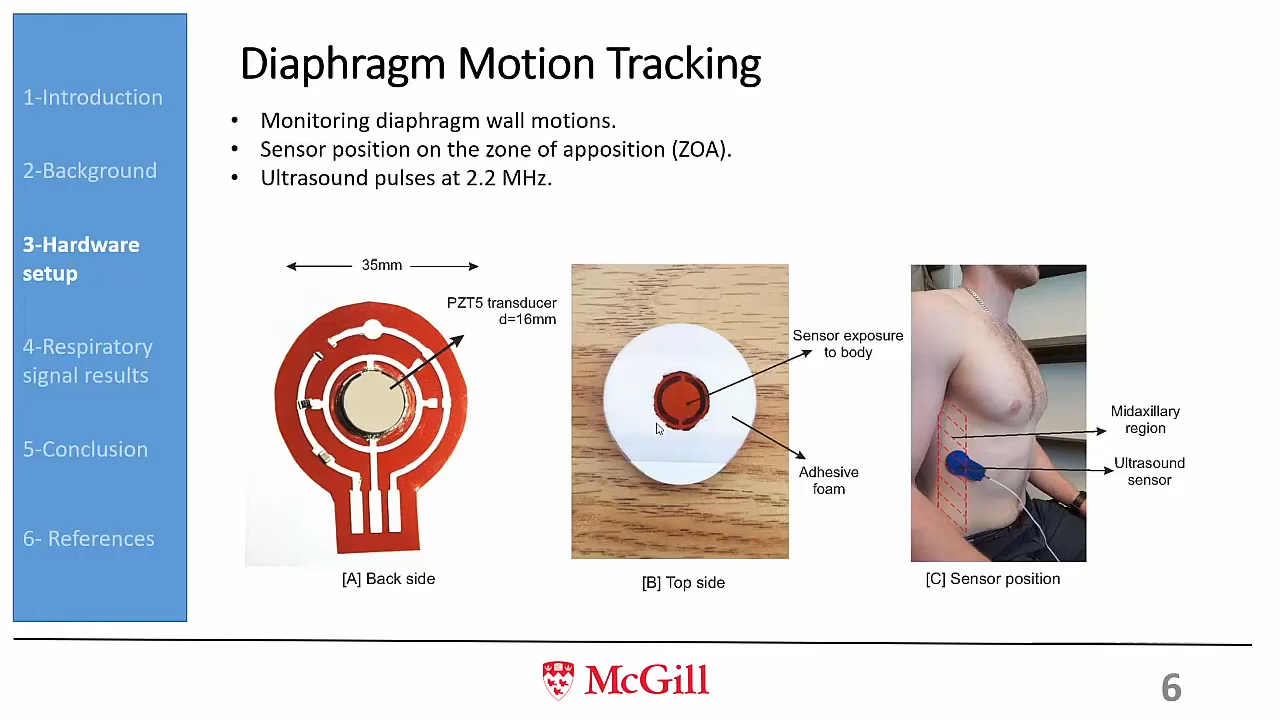 1-Introduction
2-Background
3-Hardware
setup
4-Respiratory
signal results
5-Conclusion
6- References
Diaphragm Motion Tracking
• Monitoring diaphragm wall motions.
• Sensor position on the zone of apposition (ZOA).
• Ultrasound pulses at 2.2 MHz.
35mm
PZT5 transducer
d=16mm
[A] Back side
Sensor exposure
to body
Adhesive
foam
[B] Top side
Midaxillary
region
Ultrasound
sensor
[C] Sensor position
McGill
6